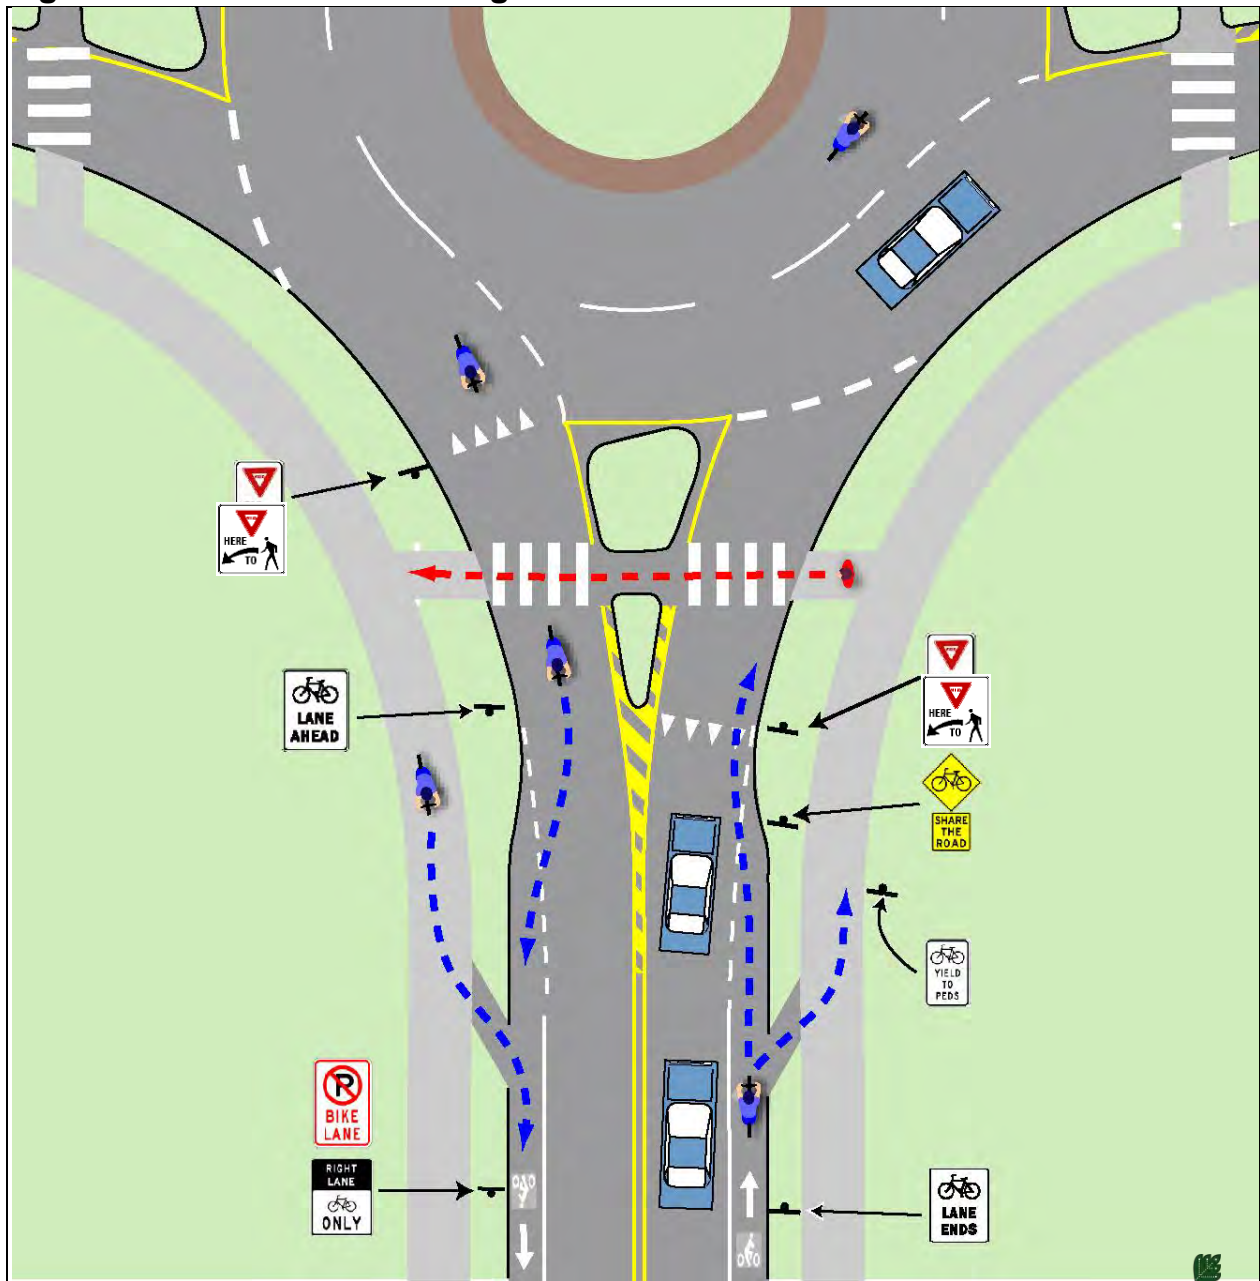 HERE
TO
HERE
TO
LANE
AHEAD
SHARE
THE
ROAD
YIELD
TO
PEDS
P
BIKE
LANE
RIGHT
LANE
ONLY
LANE
ENDS